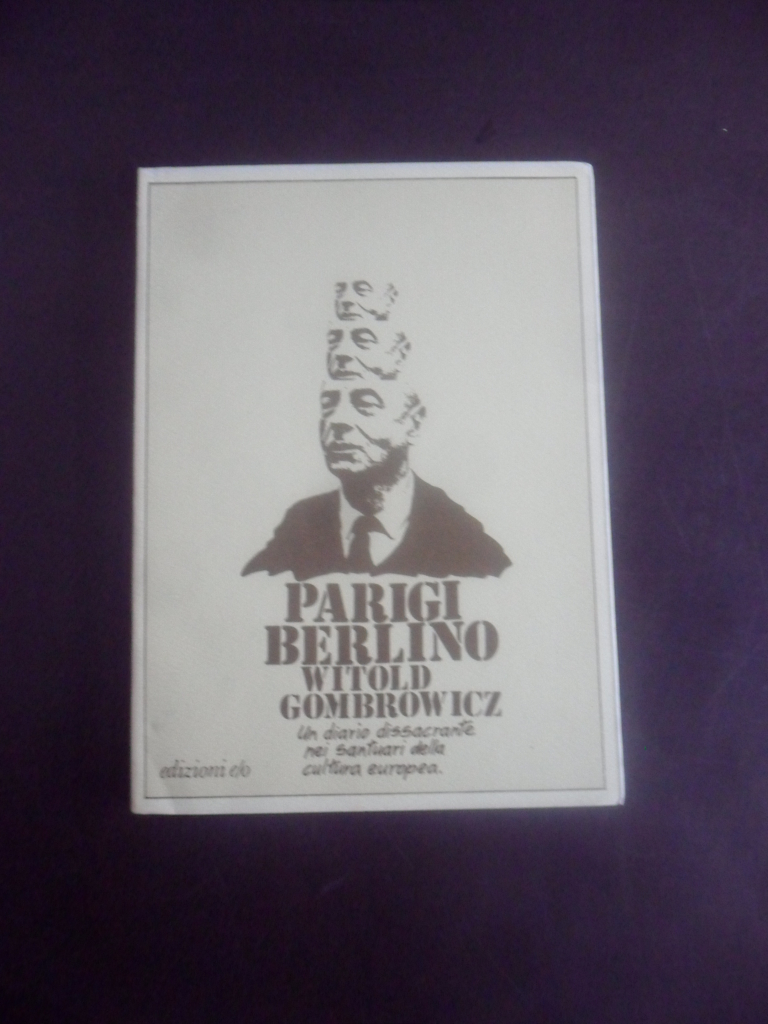 PARIGI
BERLINO
WITOLD
GOMBROWICZ
Un diario dissacrante
nei santuari della
cultura europea.
edizioni e/o